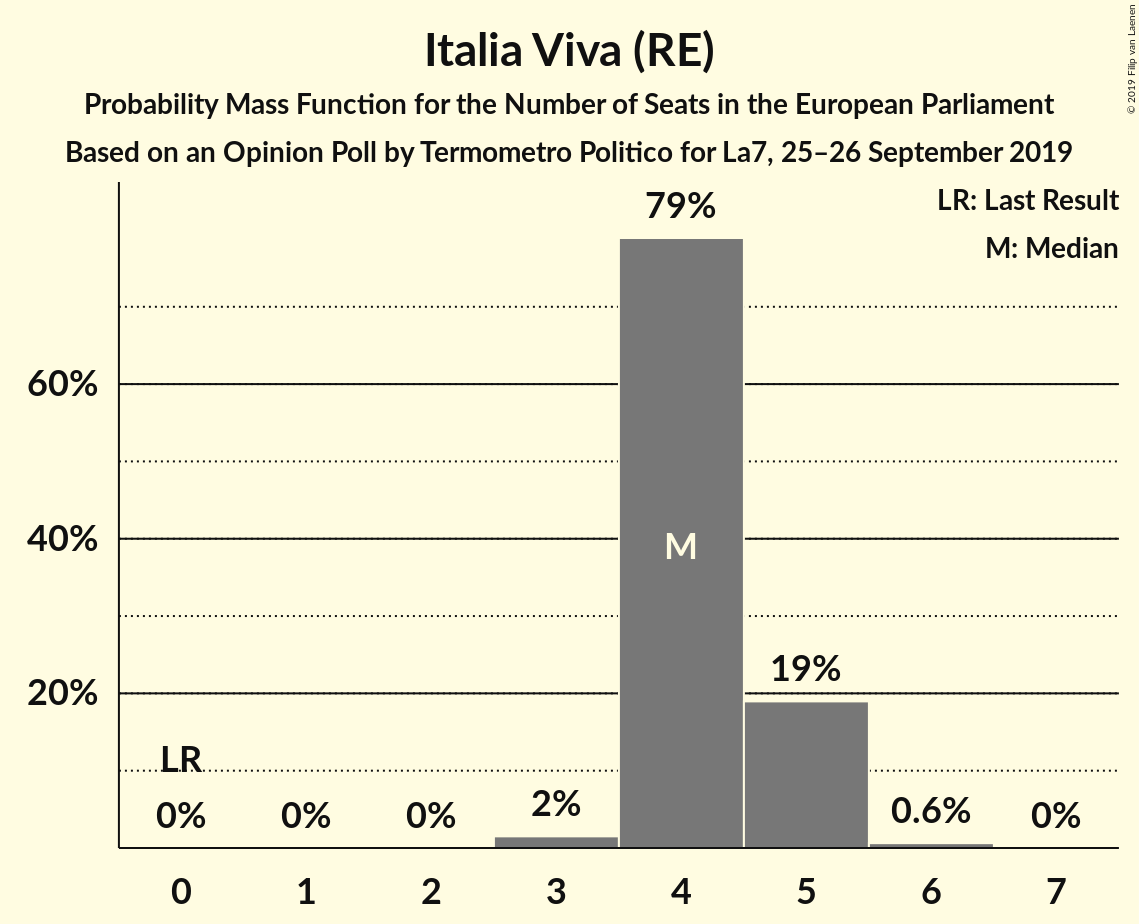 Italia Viva (RE)
Probability Mass Function for the Number of Seats in the European Parliament
Based on an Opinion Poll by Termometro Politico for La7, 25–26 September 2019
© 2019 Filip van Laenen
LR: Last Result
M: Median
79%
60%
40%
M
20%
19%
LR
0%
0%
0%
2%
0.6%
0%
0
1
2
3
4
5
6
7